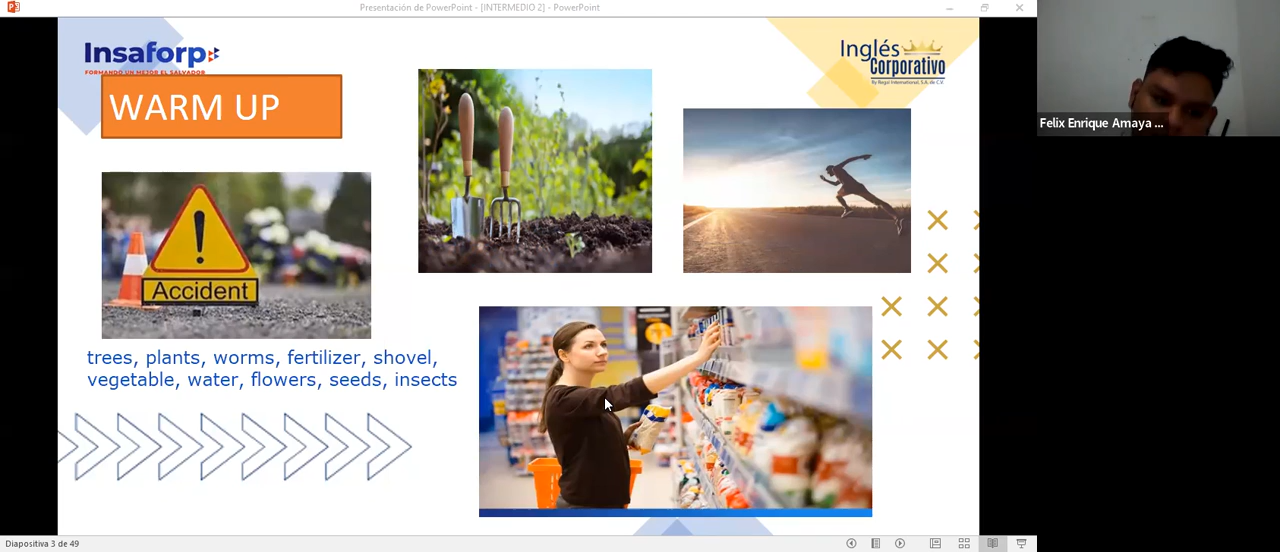 Presentación de PowerPoint - [INTERMEDIO 2] - PowerPoint
Insaforp
FORMANDO UN MEJOR EL SALVADOR
Inglés
Corporativo
By Regal International, S.A. de C.V.
WARM UP
Felix Enrique Amaya ...
Accident
trees, plants, worms, fertilizer, shovel,
vegetable, water, flowers, seeds, insects
Diapositiva 3 de 49